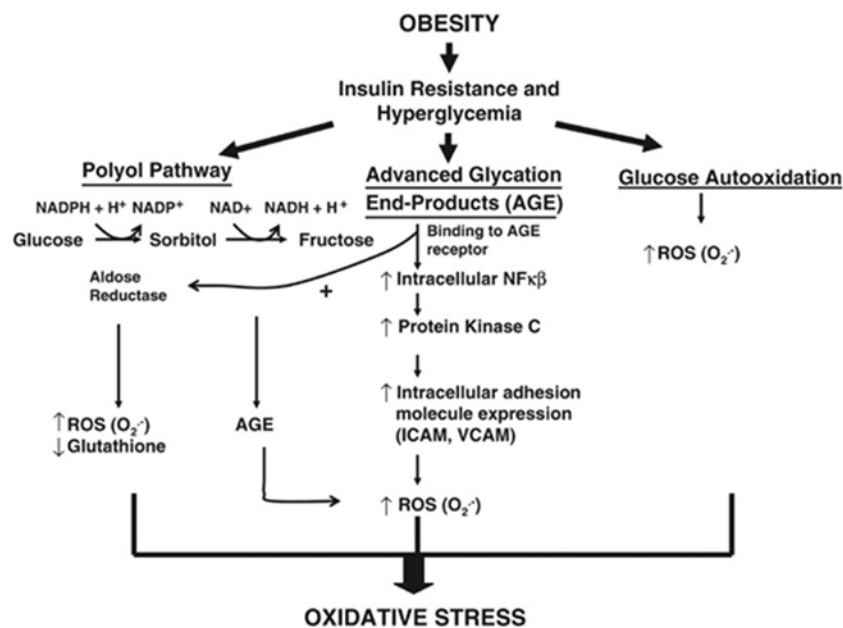 OBESITY
Insulin Resistance and
Hyperglycemia
Polyol Pathway
NADPH + H⁺ NADP⁺ NAD+ NADH + H⁺
Glucose Sorbitol Fructose
Aldose
Reductase
↑ROS (O₂·⁻)
↓Glutathione
AGE
Advanced Glycation
End-Products (AGE)
Binding to AGE
receptor
+
↑Intracellular NFκβ
↑Protein Kinase C
↑Intracellular adhesion
molecule expression
(ICAM, VCAM)
↑ROS (O₂·⁻)
Glucose Autooxidation
↑ROS (O₂·⁻)
OXIDATIVE STRESS